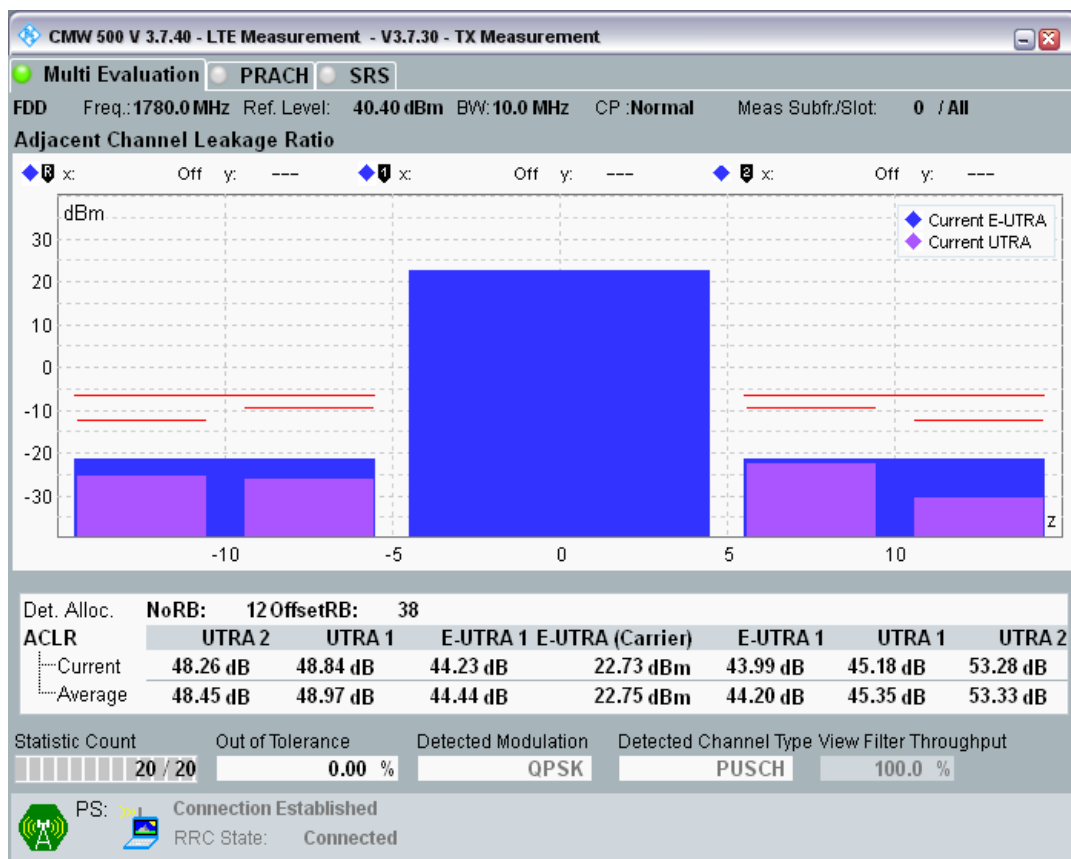 CMW 500 V 3.7.40 - LTE Measurement - V3.7.30 - TX Measurement
Multi Evaluation PRACH SRS
FDD Freq.: 1780.0 MHz Ref. Level: 40.40 dBm BW: 10.0 MHz CP :Normal Meas Subfr./Slot: 0 / All
Adjacent Channel Leakage Ratio
R x: Off y: --- 1 x: Off y: --- 2 x: Off y: ---
dBm
Current E-UTRA
Current UTRA
30
20
10
0
-10
-20
-30
z
-10 -5 0 5 10
Det. Alloc. NoRB: 12 OffsetRB: 38
ACLR UTRA 2 UTRA 1 E-UTRA 1 E-UTRA (Carrier) E-UTRA 1 UTRA 1 UTRA 2
Current 48.26 dB 48.84 dB 44.23 dB 22.73 dBm 43.99 dB 45.18 dB 53.28 dB
Average 48.45 dB 48.97 dB 44.44 dB 22.75 dBm 44.20 dB 45.35 dB 53.33 dB
Statistic Count Out of Tolerance Detected Modulation Detected Channel Type View Filter Throughput
20 / 20 0.00 % QPSK PUSCH 100.0 %
PS: Connection Established
RRC State: Connected